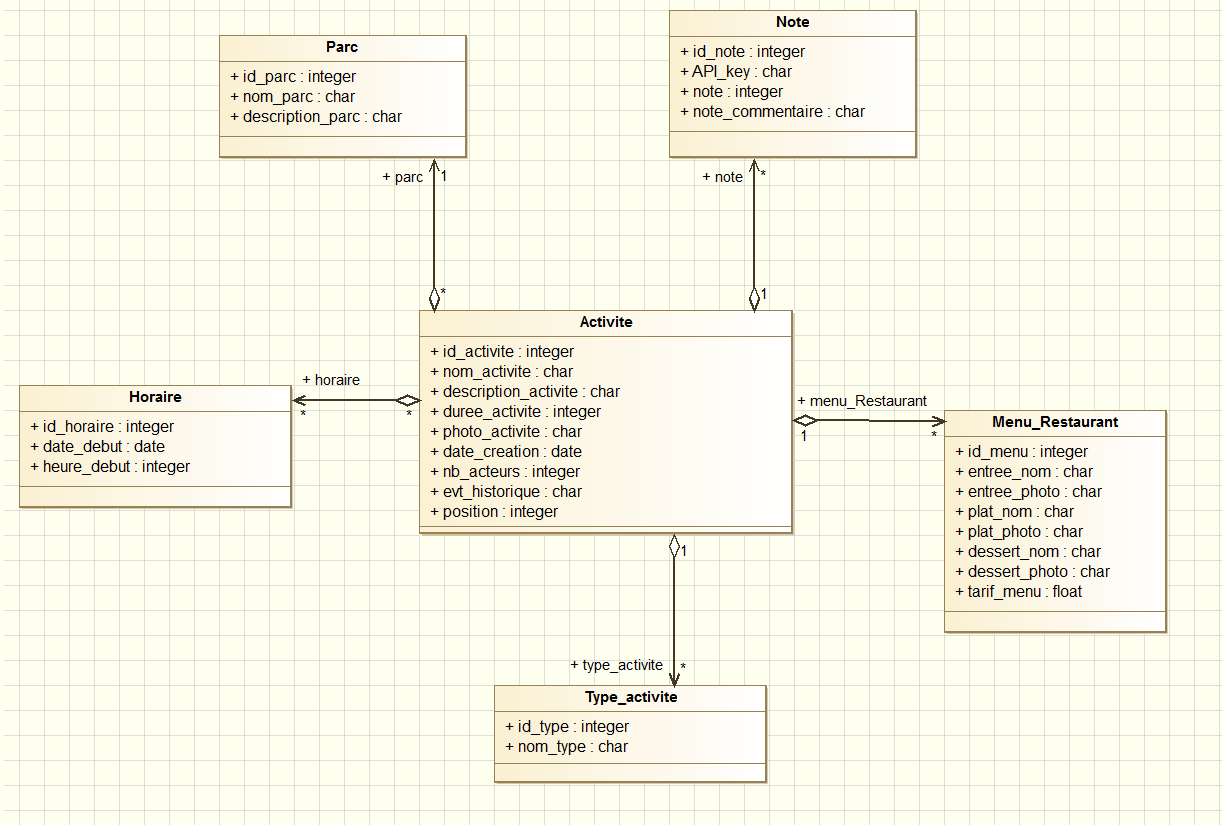 Parc
+ id_parc : integer
+ nom_parc : char
+ description_parc : char
Note
+ id_note : integer
+ API_key : char
+ note : integer
+ note_commentaire : char
+ parc
1
+ note
*
*
1
Activite
+ id_activite : integer
+ nom_activite : char
+ description_activite : char
+ duree_activite : integer
+ photo_activite : char
+ date_creation : date
+ nb_acteurs : integer
+ evt_historique : char
+ position : integer
+ horaire
*
*
Horaire
+ id_horaire : integer
+ date_debut : date
+ heure_debut : integer
+ menu_Restaurant
1
*
Menu_Restaurant
+ id_menu : integer
+ entree_nom : char
+ entree_photo : char
+ plat_nom : char
+ plat_photo : char
+ dessert_nom : char
+ dessert_photo : char
+ tarif_menu : float
1
+ type_activite
*
Type_activite
+ id_type : integer
+ nom_type : char